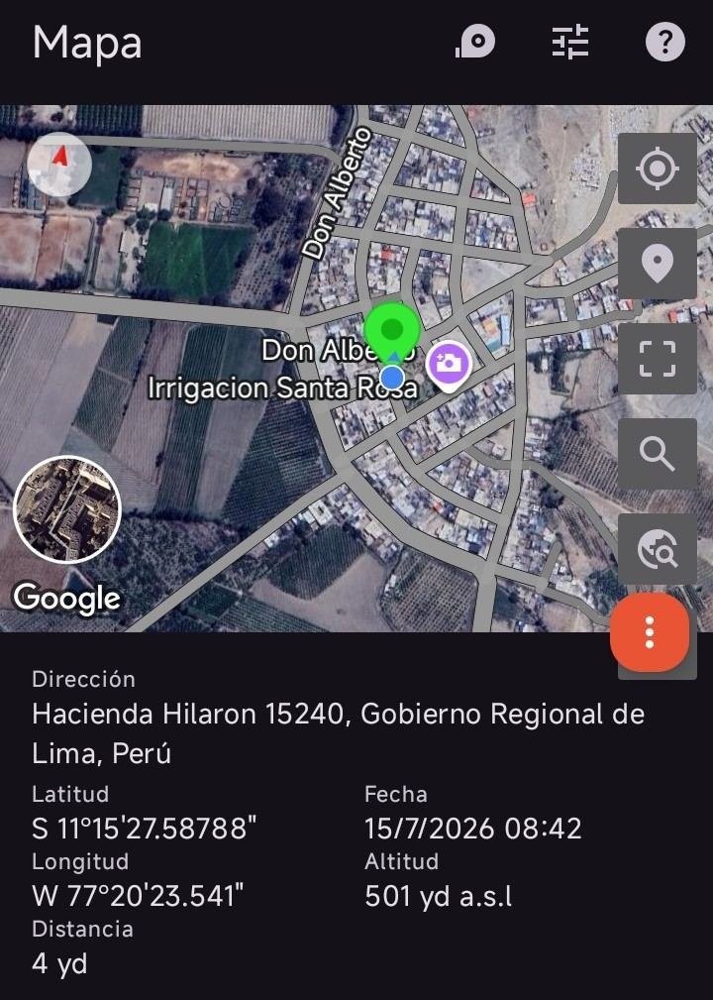 Mapa
Don Alberto
Don Alberto
Irrigacion Santa Rosa
Google
Dirección
Hacienda Hilaron 15240, Gobierno Regional de
Lima, Perú
Latitud
S 11°15'27.58788"
Fecha
15/7/2026 08:42
Longitud
W 77°20'23.541"
Altitud
501 yd a.s.l
Distancia
4 yd